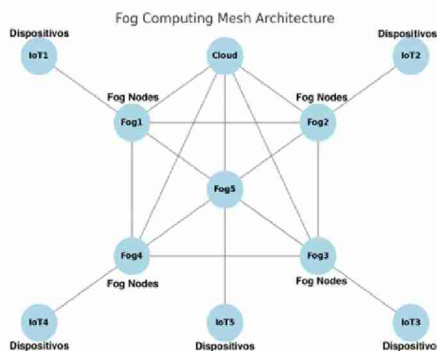 Fog Computing Mesh Architecture
Dispositivos
Dispositivos
IoT1
Cloud
IoT2
Fog Nodes
Fog Nodes
Fog1
Fog2
Fog5
Fog4
Fog3
Fog Nodes
Fog Nodes
IoT4
IoT5
IoT3
Dispositivos
Dispositivos
Dispositivos